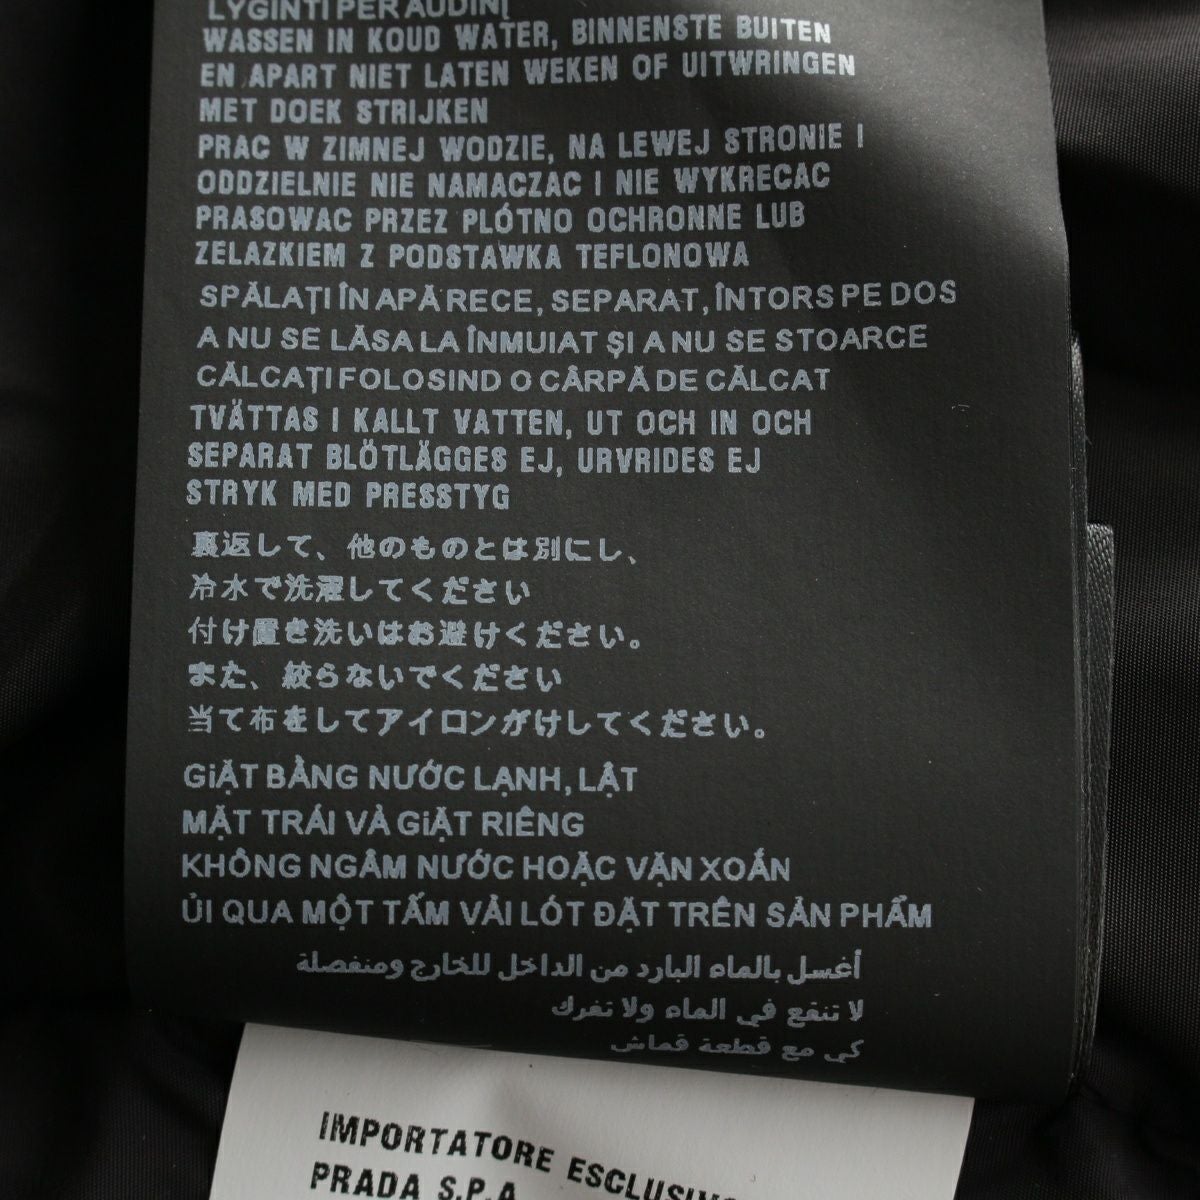 LYGINTI PER AUDINĮ
WASSEN IN KOUD WATER, BINNENSTE BUITEN
EN APART NIET LATEN WEKEN OF UITWRINGEN
MET DOEK STRIJKEN
PRAC W ZIMNEJ WODZIE, NA LEWEJ STRONIE I
ODDZIELNIE NIE NAMACZAC I NIE WYKRECAC
PRASOWAC PRZEZ PLÓTNO OCHRONNE LUB
ZELAZKIEM Z PODSTAWKA TEFLONOWA
SPĂLAȚI ÎN APĂ RECE, SEPARAT, ÎNTORS PE DOS
A NU SE LĂSA LA ÎNMUIAT ȘI A NU SE STOARCE
CĂLCAȚI FOLOSIND O CÂRPĂ DE CĂLCAT
TVÄTTAS I KALLT VATTEN, UT OCH IN OCH
SEPARAT BLÖTLÄGGES EJ, URVRIDES EJ
STRYK MED PRESSTYG
裏返して、他のものとは別にし、
冷水で洗濯してください
付け置き洗いはお避けください。
また、絞らないでください
当て布をしてアイロンがけしてください。
GIẶT BẰNG NƯỚC LẠNH, LẬT
MẶT TRÁI VÀ GIẶT RIÊNG
KHÔNG NGÂM NƯỚC HOẶC VẶN XOẮN
ỦI QUA MỘT TẤM VẢI LÓT ĐẶT TRÊN SẢN PHẨM
أغسل بالماء البارد من الداخل للخارج ومنفصلة
لا تنقع في الماء ولا تفرك
كي مع قطعة قماش
IMPORTATORE
PRADA S.P.A.